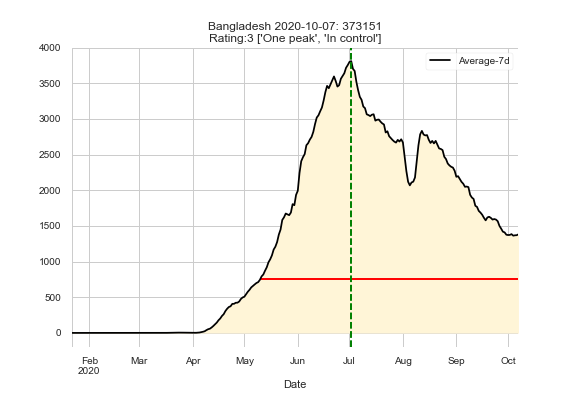 Bangladesh 2020-10-07: 373151
Rating:3 ['One peak', 'In control']
4000
3500
3000
2500
2000
1500
1000
500
0
Average-7d
Feb Mar Apr May Jun Jul Aug Sep Oct
2020
Date